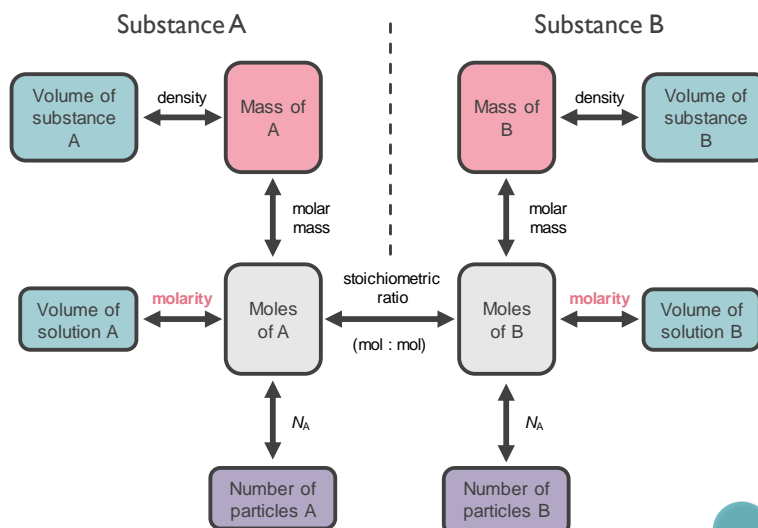 Substance A
Substance B
Volume of
substance
A
density
Mass of
A
Mass of
B
density
Volume of
substance
B
molar
mass
molar
mass
Volume of
solution A
molarity
Moles
of A
stoichiometric
ratio
(mol : mol)
Moles
of B
molarity
Volume of
solution B
NA
NA
Number of
particles A
Number of
particles B